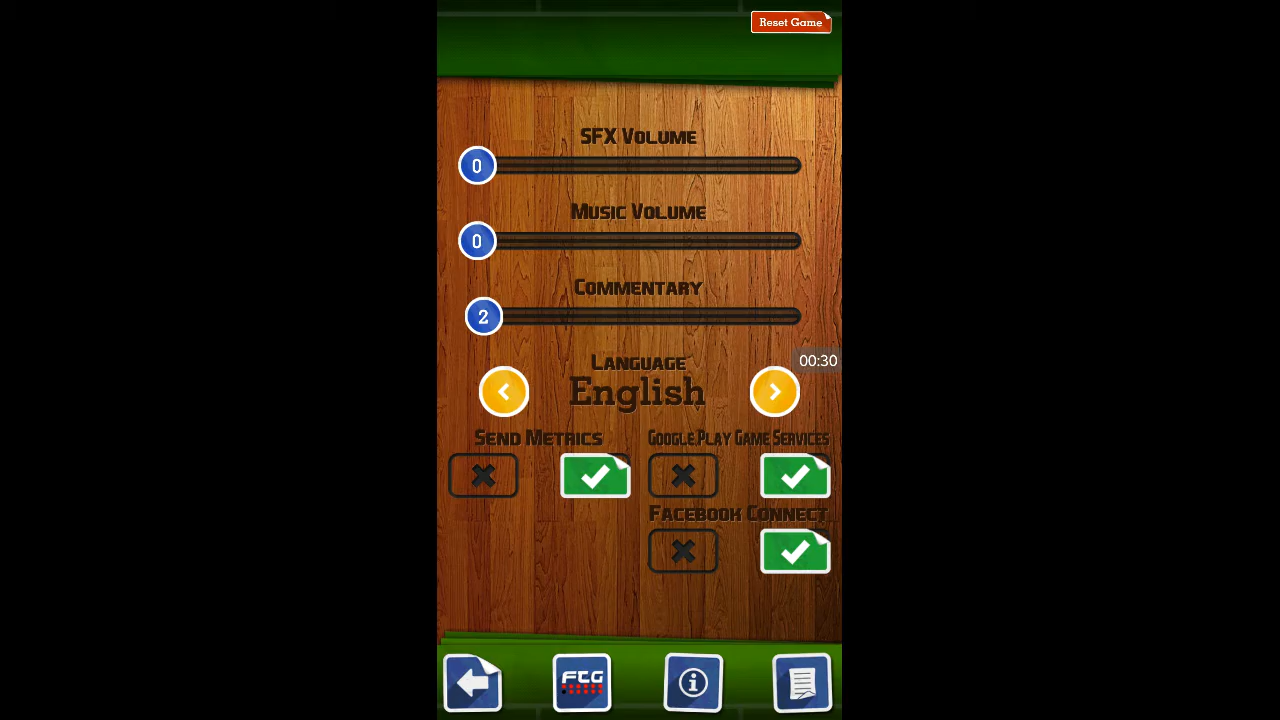 Reset Game
SFX Volume
0
Music Volume
0
Commentary
2
00:30
Language
English
Send Metrics
Google Play Game Services
Facebook Connect
FTG